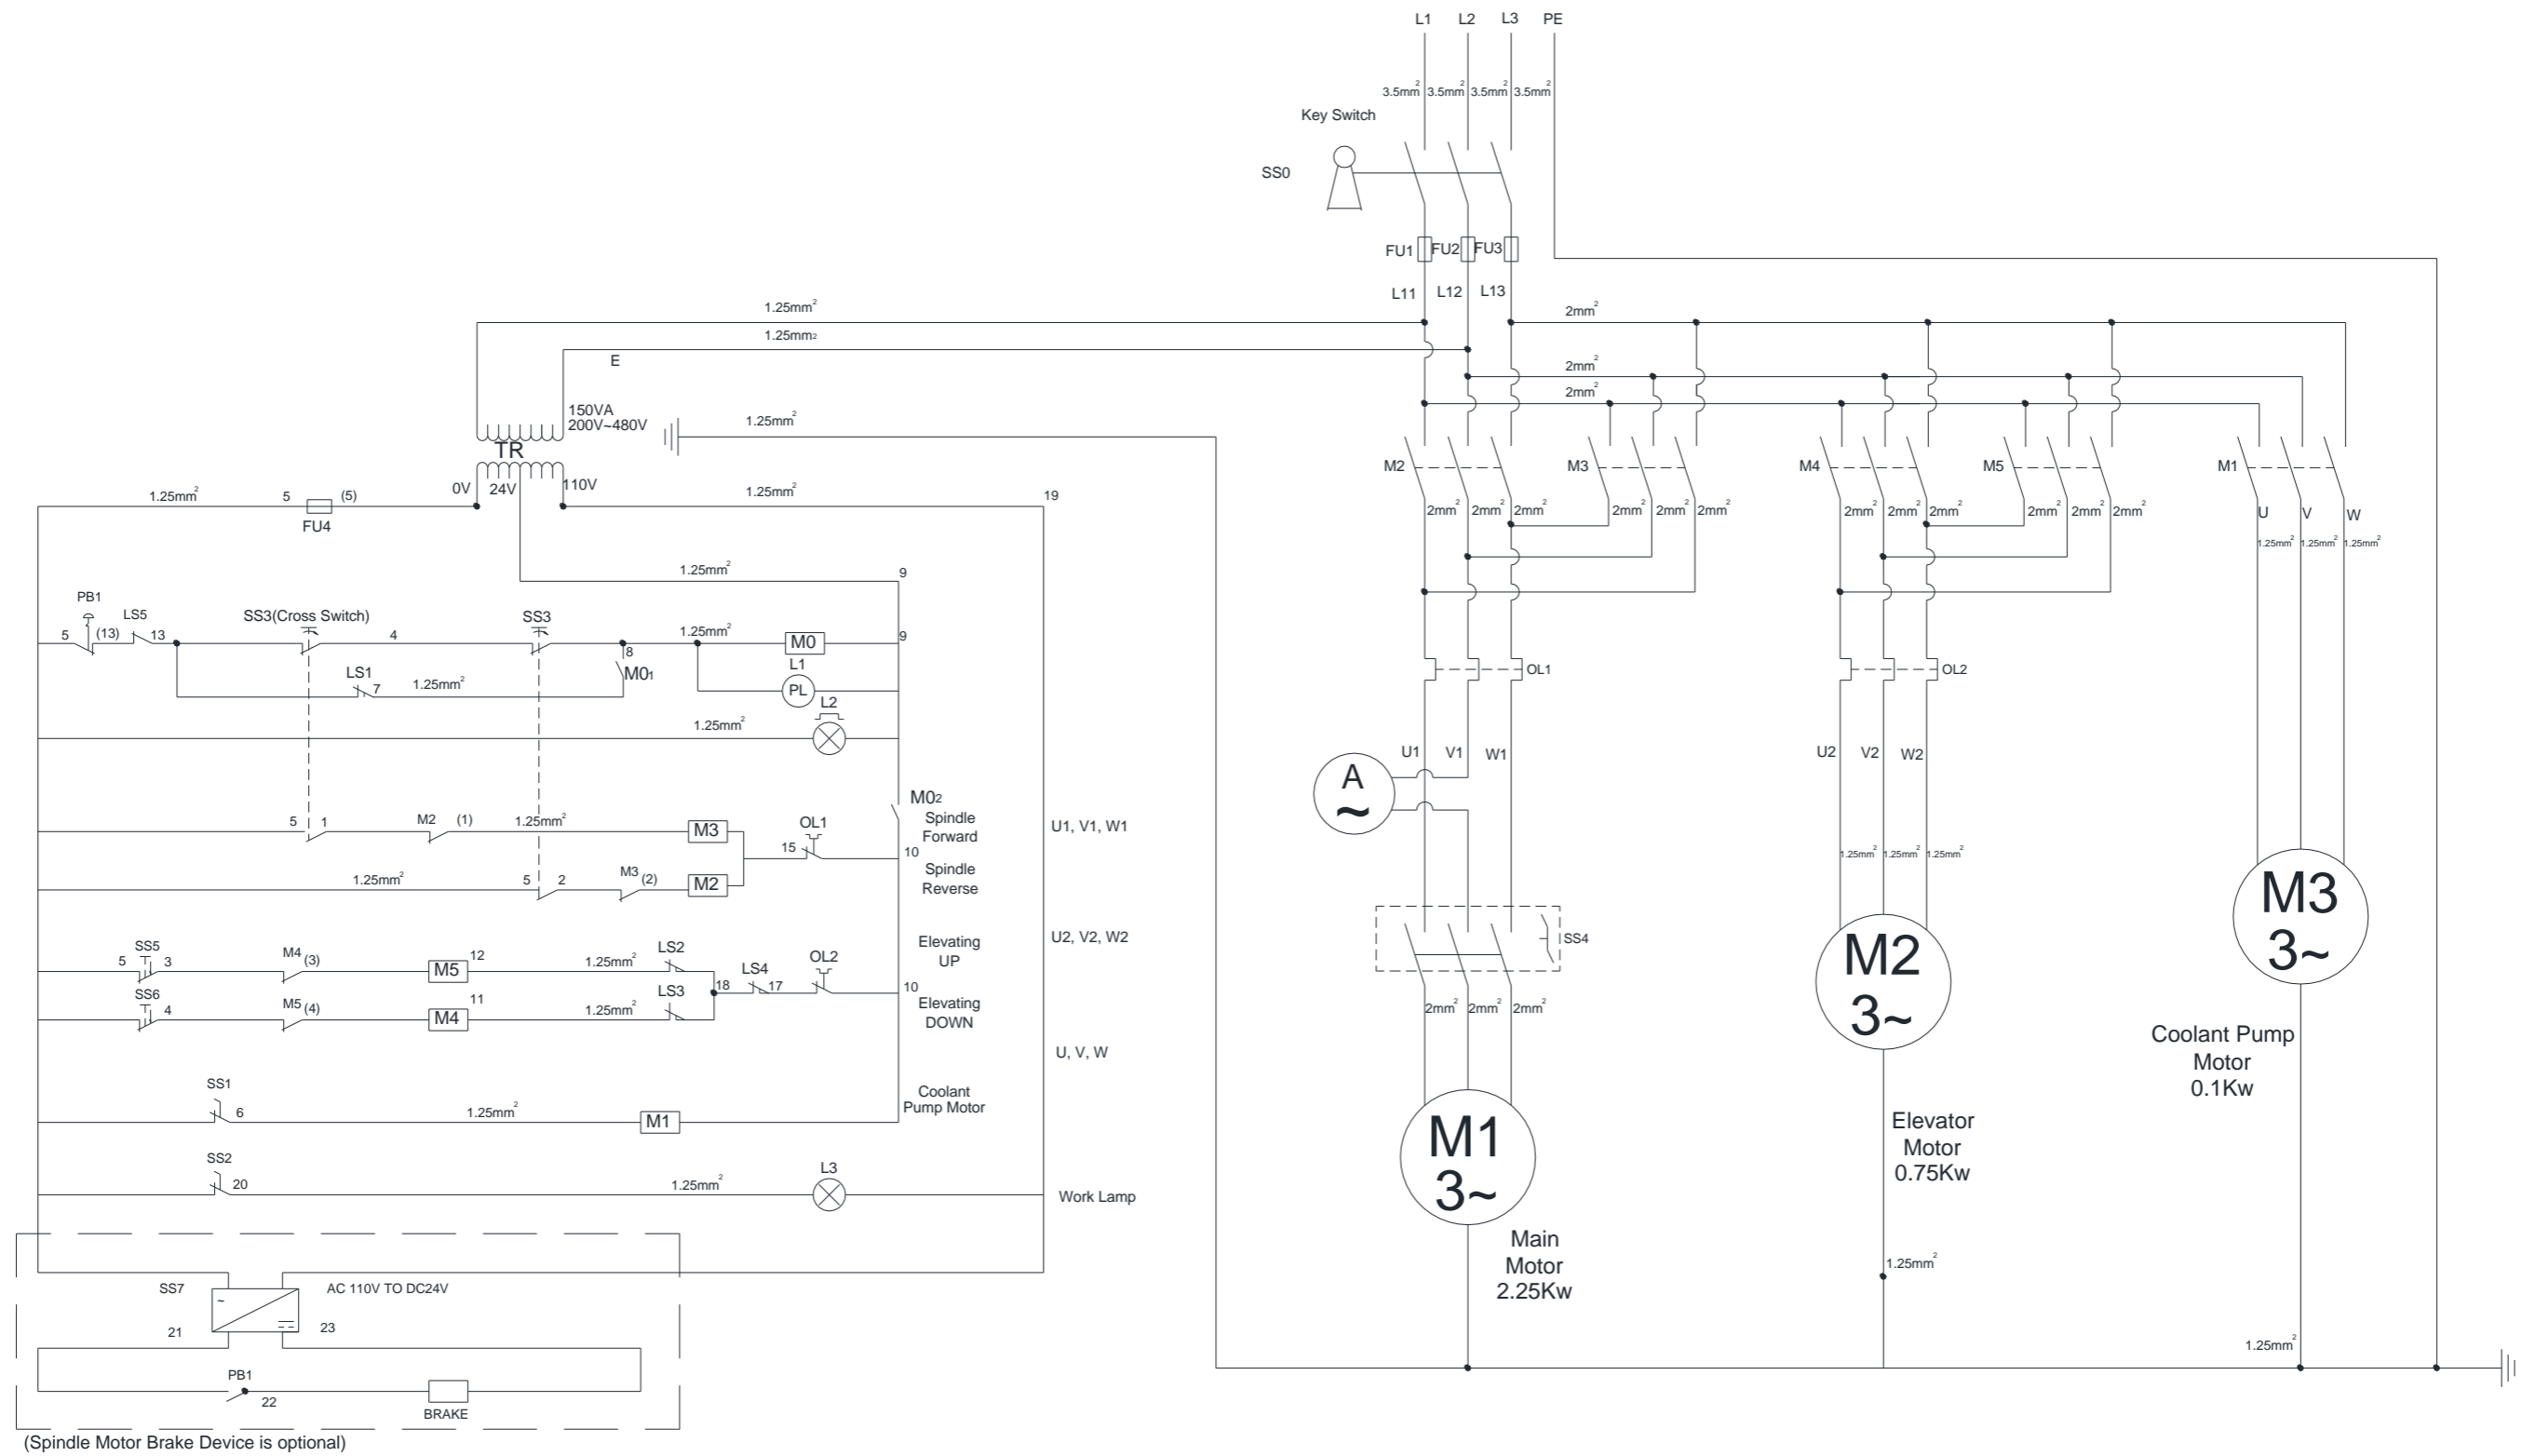 L1 L2 L3 PE
3.5mm² 3.5mm² 3.5mm² 3.5mm²
Key Switch
SS0
FU1 FU2 FU3
L11 L12 L13
1.25mm²
2mm²
1.25mm²
E
2mm²
2mm²
150VA
200V~480V
1.25mm²
TR
0V 24V 110V
1.25mm² 5 (5)
FU4
1.25mm² 19
M2 M3 M4 M5 M1
2mm² 2mm² 2mm² 2mm² 2mm² 2mm² 2mm² 2mm² 2mm² 2mm² 2mm² 2mm²
U V W
1.25mm² 1.25mm² 1.25mm²
1.25mm² 9
PB1 LS5 SS3(Cross Switch) SS3
5 (13) 13 4 8 1.25mm² M0 9
LS1 7 1.25mm² M01
L1
PL
L2
1.25mm²
OL1 OL2
U1 V1 W1 U2 V2 W2
A
~
M02
Spindle
Forward
5 1 M2 (1) 1.25mm² M3 OL1
15 10
U1, V1, W1
Spindle
Reverse
1.25mm² 5 2 M3 (2) M2
1.25mm² 1.25mm² 1.25mm²
SS4
SS5
5 3 M4 (3) M5 12 1.25mm² LS2
Elevating
UP
U2, V2, W2
18 LS4 17 OL2 10
SS6
4 M5 (4) M4 11 1.25mm² LS3
Elevating
DOWN
2mm² 2mm² 2mm²
U, V, W
SS1
6 1.25mm² M1
Coolant
Pump Motor
SS2
20 1.25mm² L3
Work Lamp
M1
3~
Main
Motor
2.25Kw
M2
3~
Elevator
Motor
0.75Kw
1.25mm²
M3
3~
Coolant Pump
Motor
0.1Kw
1.25mm²
SS7 ~ AC 110V TO DC24V
21 23
PB1
22
BRAKE
(Spindle Motor Brake Device is optional)